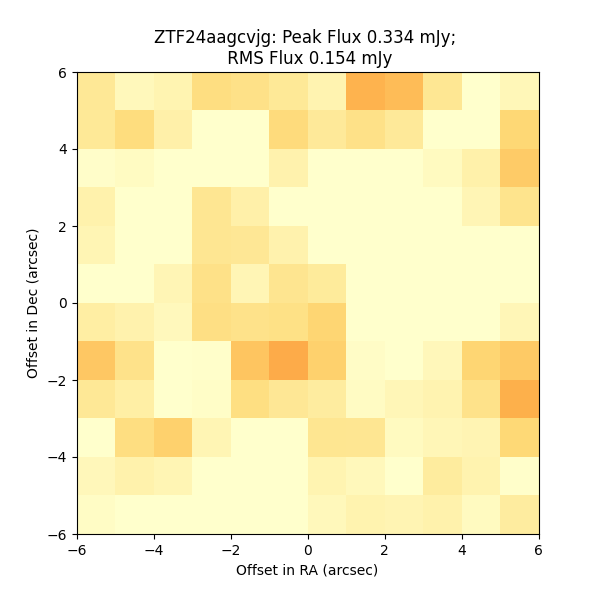 ZTF24aagcvjg: Peak Flux 0.334 mJy;
RMS Flux 0.154 mJy
6
4
2
0
−2
−4
−6
Offset in Dec (arcsec)
−6 −4 −2 0 2 4 6
Offset in RA (arcsec)